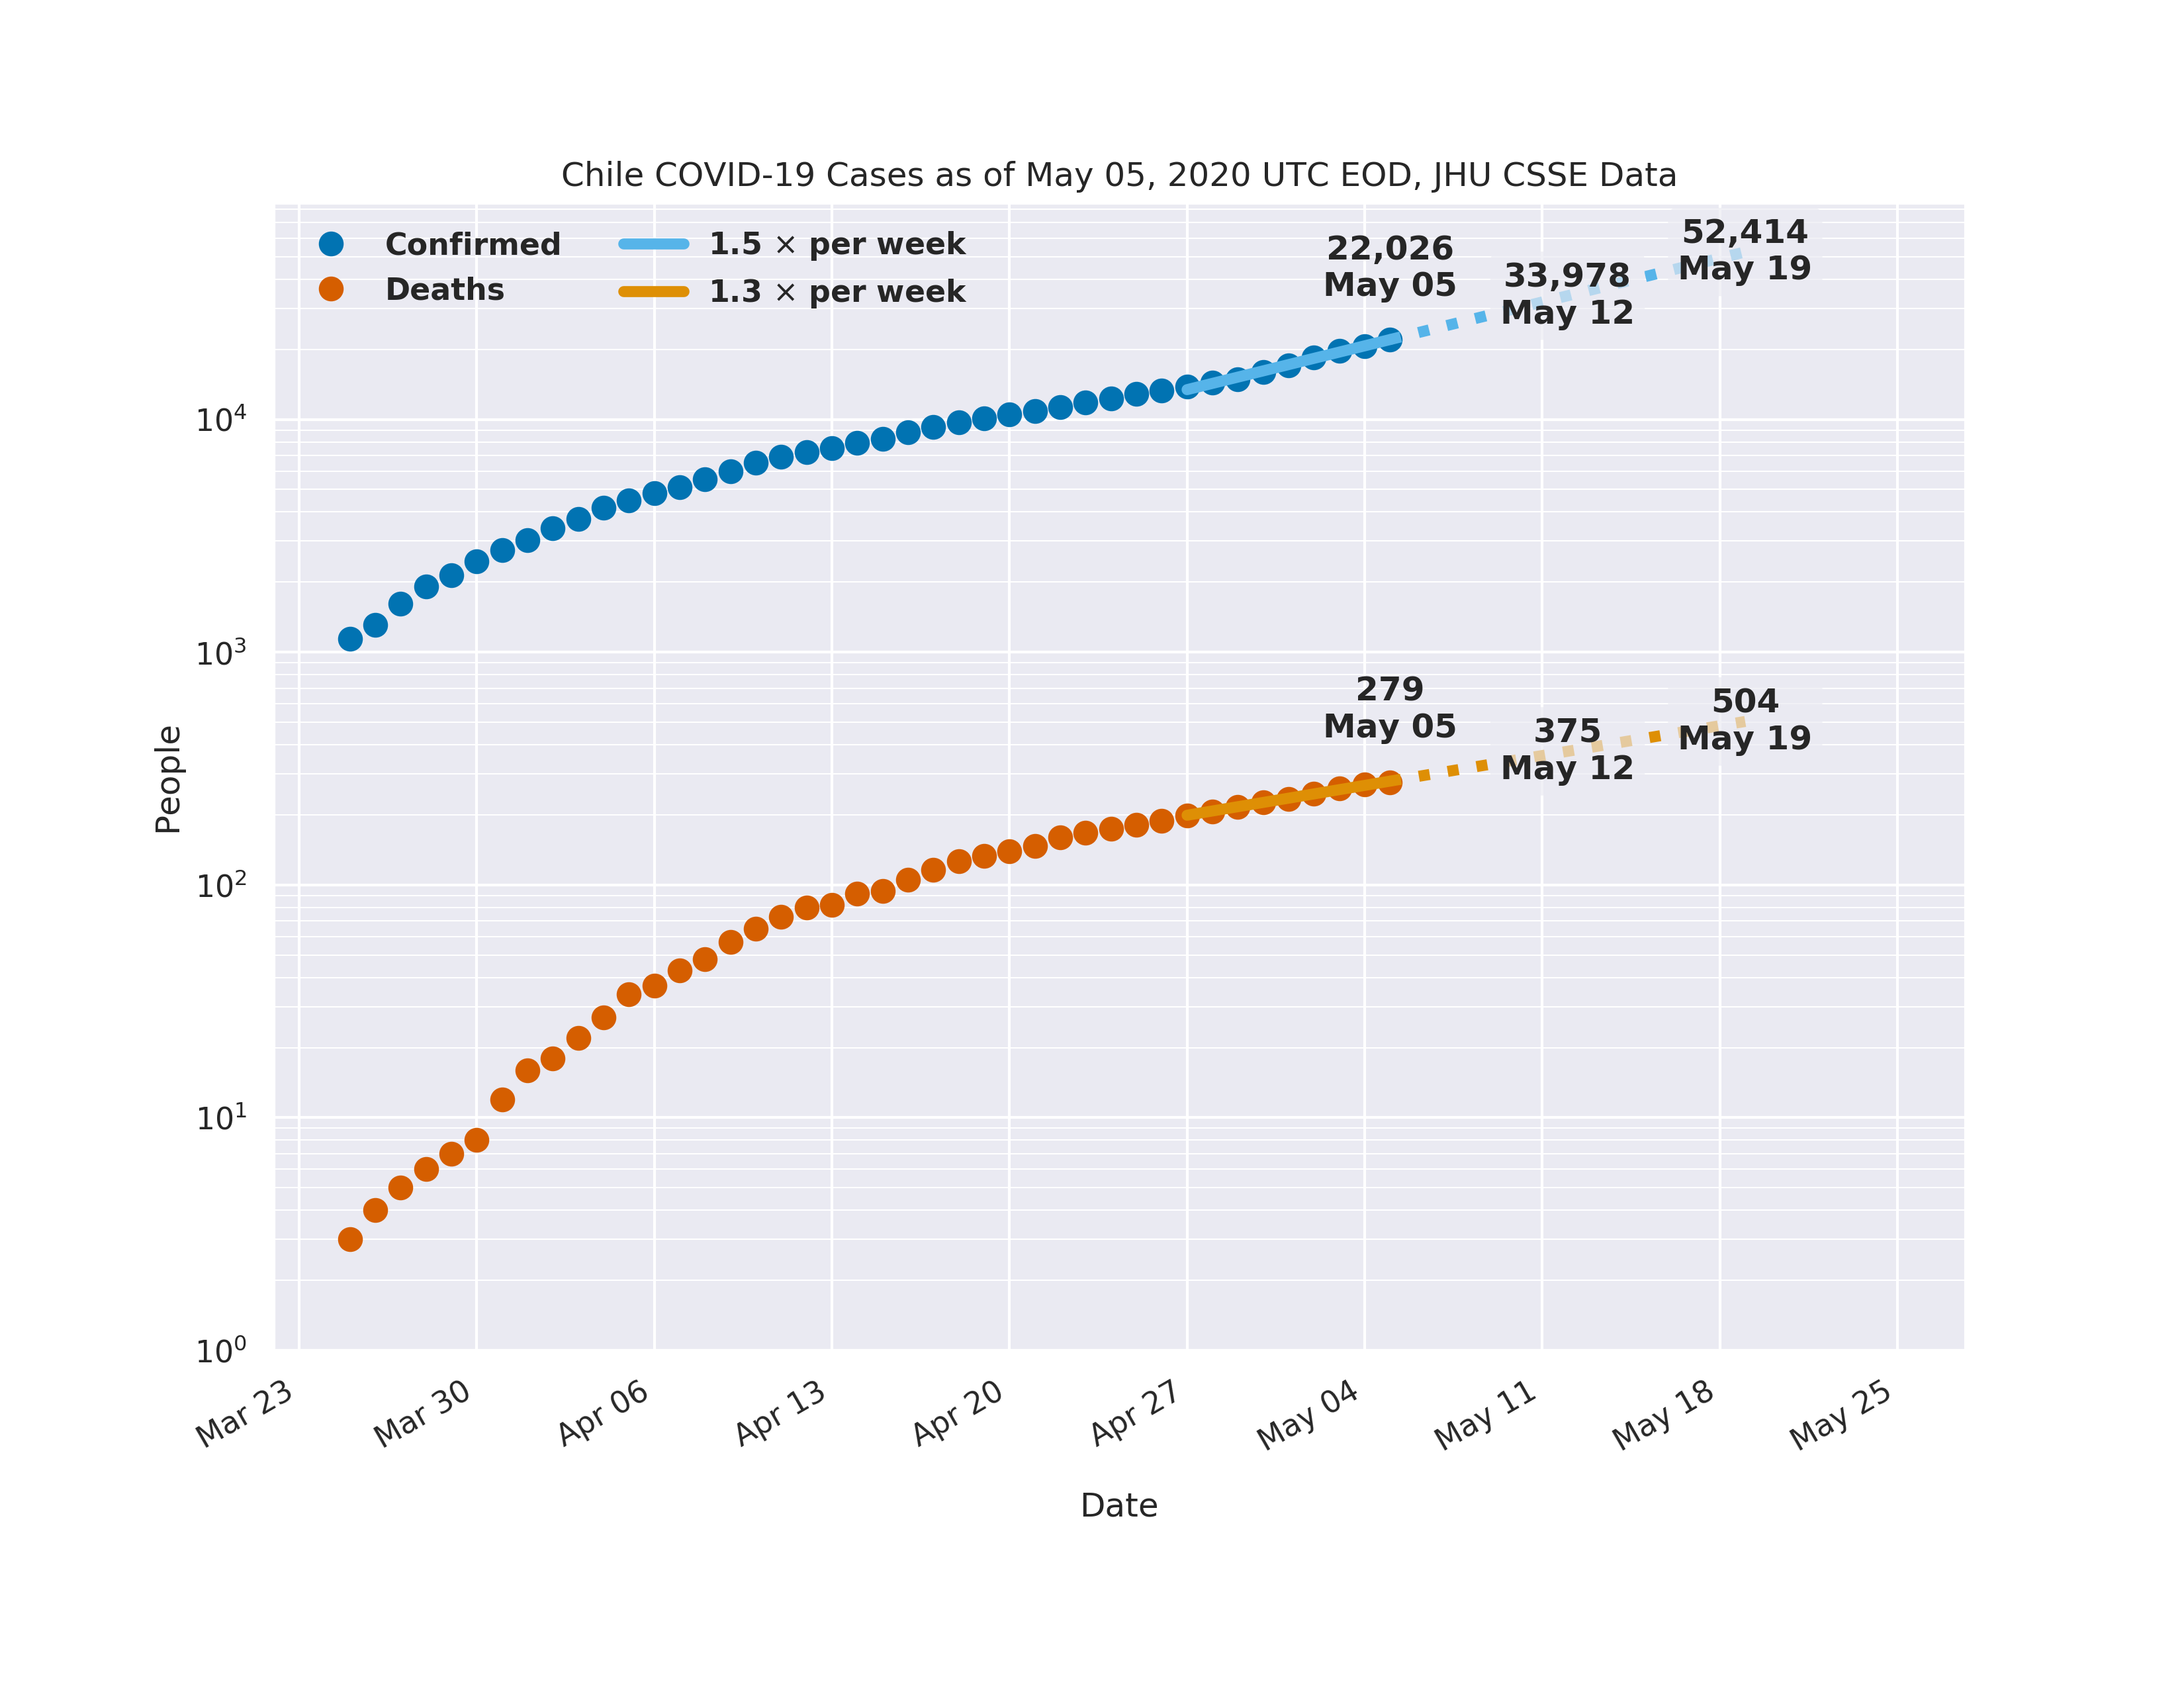 Chile COVID-19 Cases as of May 05, 2020 UTC EOD, JHU CSSE Data
Confirmed
Deaths
1.5 × per week
1.3 × per week
22,026
May 05
33,978
May 12
52,414
May 19
279
May 05
375
May 12
504
May 19
People
10⁴
10³
10²
10¹
10⁰
Mar 23
Mar 30
Apr 06
Apr 13
Apr 20
Apr 27
May 04
May 11
May 18
May 25
Date